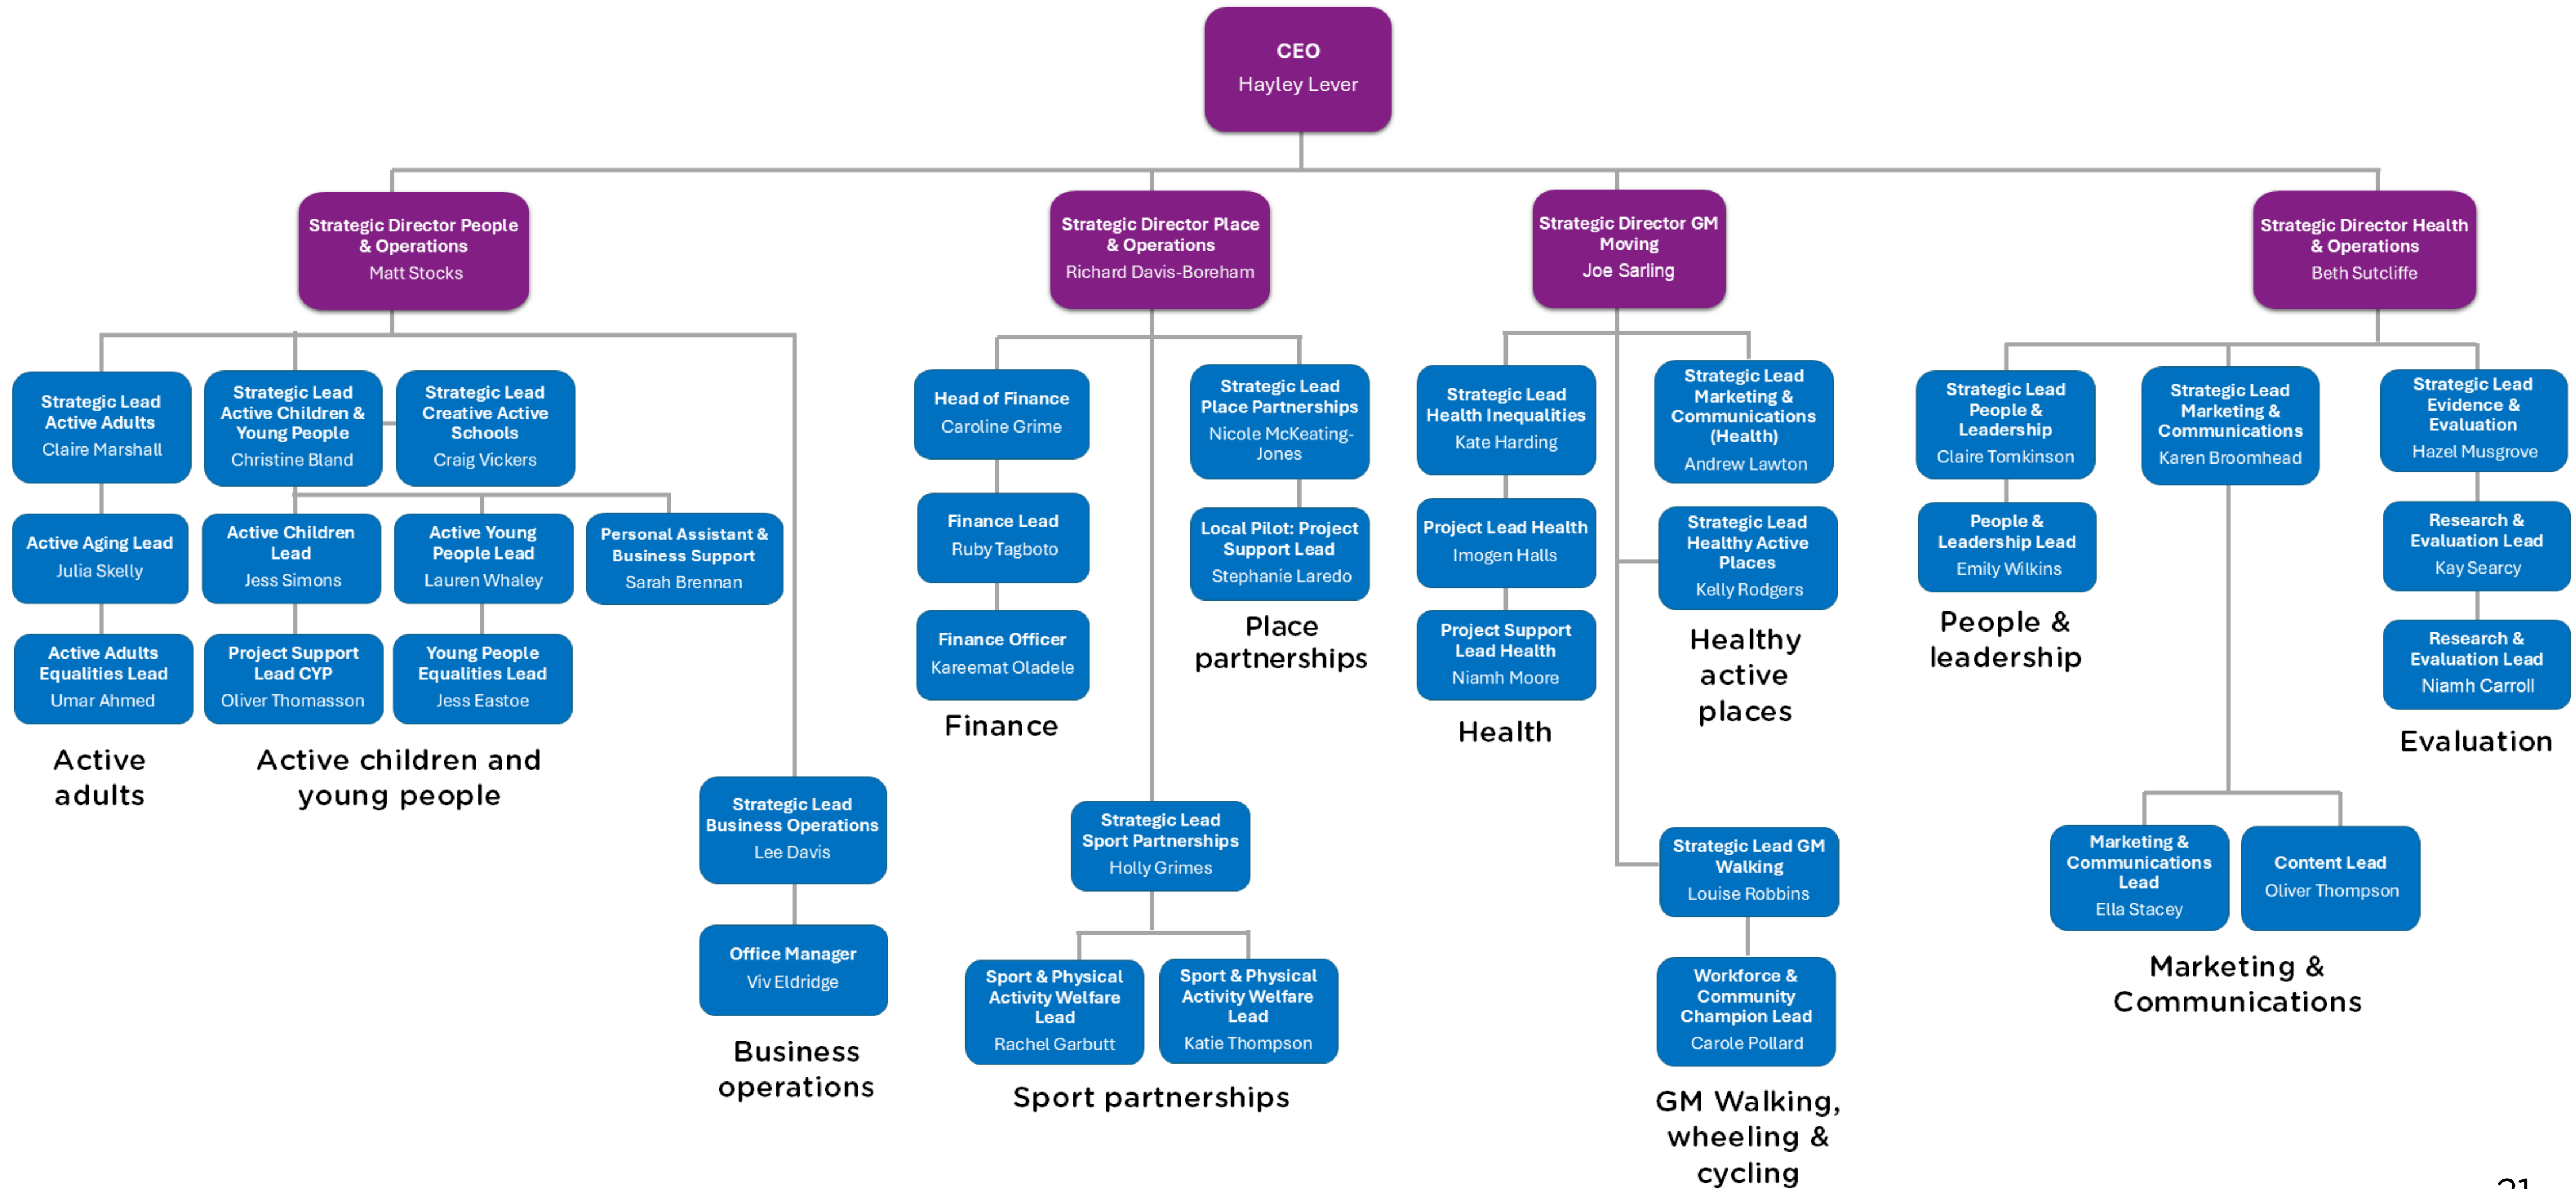 CEO
Hayley Lever
Strategic Director People
& Operations
Matt Stocks
Strategic Director Place
& Operations
Richard Davis-Boreham
Strategic Director GM
Moving
Joe Sarling
Strategic Director Health
& Operations
Beth Sutcliffe
Strategic Lead
Active Adults
Claire Marshall
Active Aging Lead
Julia Skelly
Active Adults
Equalities Lead
Umar Ahmed
Active
adults
Strategic Lead
Active Children &
Young People
Christine Bland
Strategic Lead
Creative Active
Schools
Craig Vickers
Active Children
Lead
Jess Simons
Active Young
People Lead
Lauren Whaley
Personal Assistant &
Business Support
Sarah Brennan
Project Support
Lead CYP
Oliver Thomasson
Young People
Equalities Lead
Jess Eastoe
Active children and
young people
Strategic Lead
Business Operations
Lee Davis
Office Manager
Viv Eldridge
Business
operations
Head of Finance
Caroline Grime
Finance Lead
Ruby Tagboto
Finance Officer
Kareemat Oladele
Finance
Strategic Lead
Place Partnerships
Nicole McKeating-
Jones
Local Pilot: Project
Support Lead
Stephanie Laredo
Place
partnerships
Strategic Lead
Sport Partnerships
Holly Grimes
Sport & Physical
Activity Welfare
Lead
Rachel Garbutt
Sport & Physical
Activity Welfare
Lead
Katie Thompson
Sport partnerships
Strategic Lead
Health Inequalities
Kate Harding
Project Lead Health
Imogen Halls
Project Support
Lead Health
Niamh Moore
Health
Strategic Lead
Marketing &
Communications
(Health)
Andrew Lawton
Strategic Lead
Healthy Active
Places
Kelly Rodgers
Healthy
active
places
Strategic Lead GM
Walking
Louise Robbins
Workforce &
Community
Champion Lead
Carole Pollard
GM Walking,
wheeling &
cycling
Strategic Lead
People &
Leadership
Claire Tomkinson
People &
Leadership Lead
Emily Wilkins
People &
leadership
Strategic Lead
Marketing &
Communications
Karen Broomhead
Marketing &
Communications
Lead
Ella Stacey
Content Lead
Oliver Thompson
Marketing &
Communications
Strategic Lead
Evidence &
Evaluation
Hazel Musgrove
Research &
Evaluation Lead
Kay Searcy
Research &
Evaluation Lead
Niamh Carroll
Evaluation